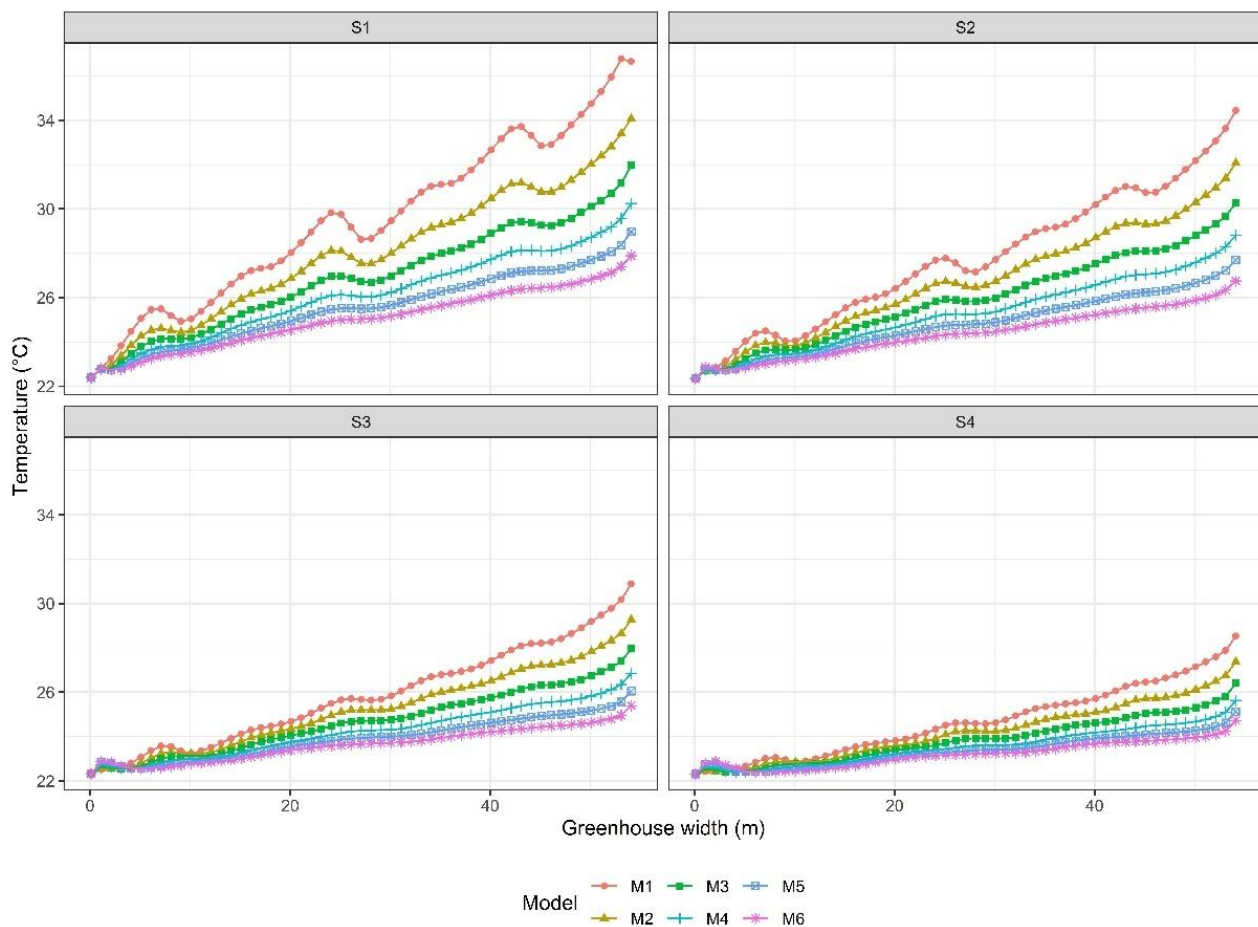 S1 S2
34
30
26
22
S3 S4
34
30
26
22
0 20 40 0 20 40
Temperature (°C)
Greenhouse width (m)
Model
M1 M3 M5
M2 M4 M6